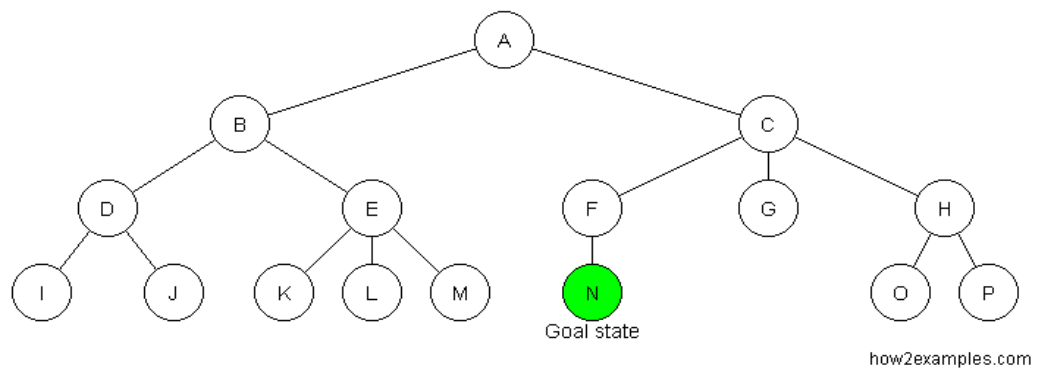 A
B C
D E F G H
I J K L M N O P
Goal state
how2examples.com